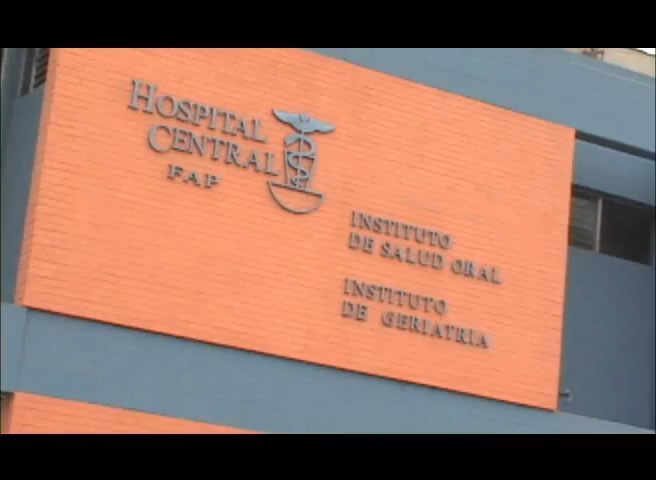 HOSPITAL
CENTRAL
FAP
INSTITUTO
DE SALUD ORAL
INSTITUTO
DE GERIATRIA